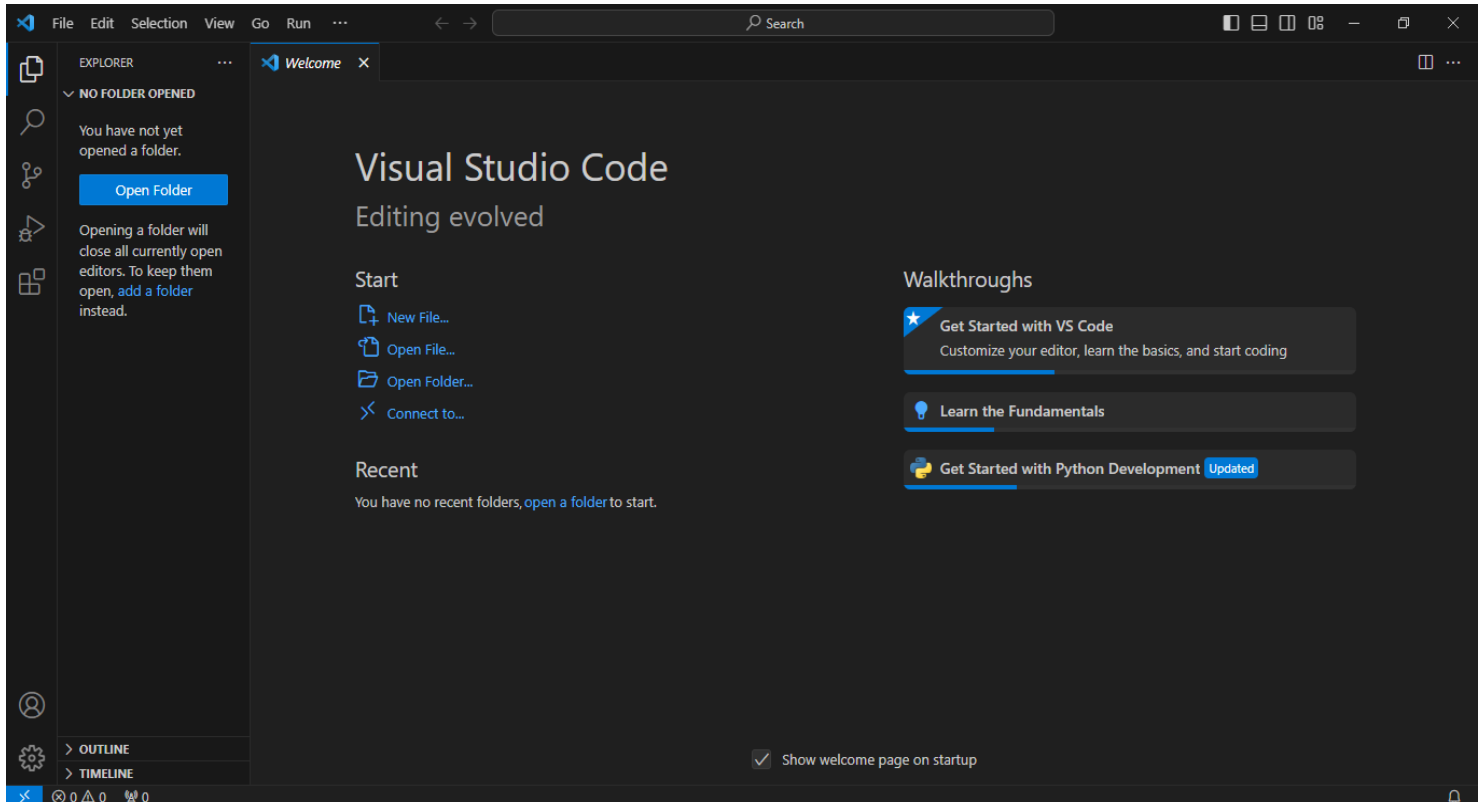 File Edit Selection View Go Run ···
Search
EXPLORER ···
NO FOLDER OPENED
You have not yet
opened a folder.
Open Folder
Opening a folder will
close all currently open
editors. To keep them
open, add a folder
instead.
OUTLINE
TIMELINE
Welcome
Visual Studio Code
Editing evolved
Start
New File...
Open File...
Open Folder...
Connect to...
Recent
You have no recent folders, open a folder to start.
Walkthroughs
Get Started with VS Code
Customize your editor, learn the basics, and start coding
Learn the Fundamentals
Get Started with Python Development Updated
Show welcome page on startup
0 0 0